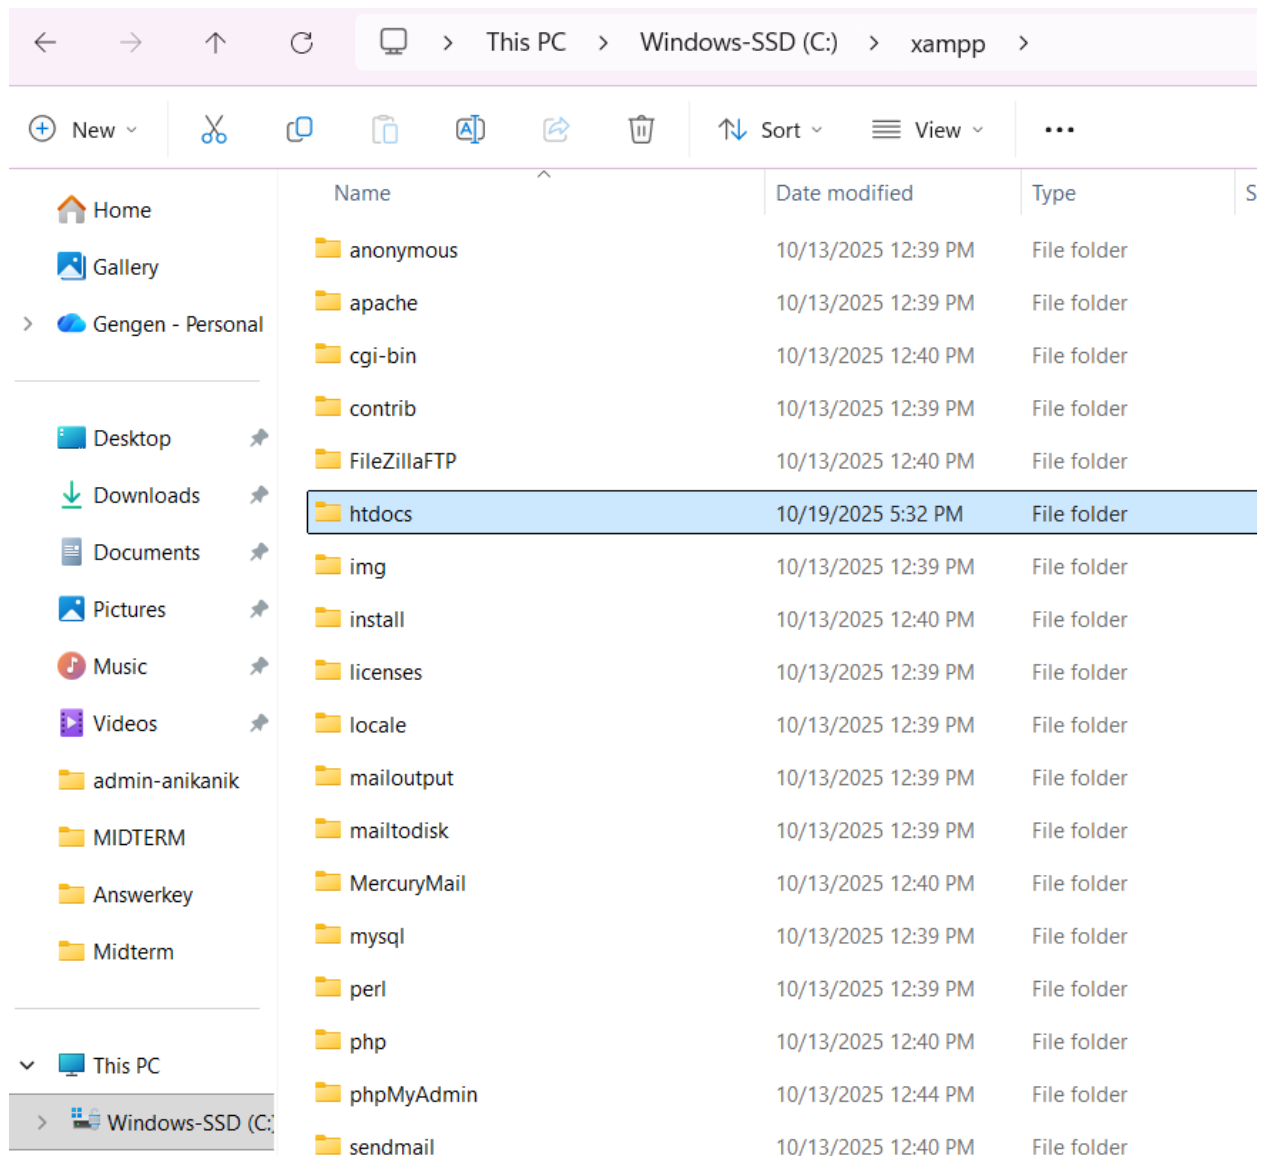 This PC Windows-SSD (C:) xampp
New Sort View
Name Date modified Type S
Home
Gallery
Gengen - Personal
Desktop
Downloads
Documents
Pictures
Music
Videos
admin-anikanik
MIDTERM
Answerkey
Midterm
This PC
Windows-SSD (C:)
anonymous 10/13/2025 12:39 PM File folder
apache 10/13/2025 12:39 PM File folder
cgi-bin 10/13/2025 12:40 PM File folder
contrib 10/13/2025 12:39 PM File folder
FileZillaFTP 10/13/2025 12:40 PM File folder
htdocs 10/19/2025 5:32 PM File folder
img 10/13/2025 12:39 PM File folder
install 10/13/2025 12:40 PM File folder
licenses 10/13/2025 12:39 PM File folder
locale 10/13/2025 12:39 PM File folder
mailoutput 10/13/2025 12:39 PM File folder
mailtodisk 10/13/2025 12:39 PM File folder
MercuryMail 10/13/2025 12:40 PM File folder
mysql 10/13/2025 12:39 PM File folder
perl 10/13/2025 12:39 PM File folder
php 10/13/2025 12:40 PM File folder
phpMyAdmin 10/13/2025 12:44 PM File folder
sendmail 10/13/2025 12:40 PM File folder